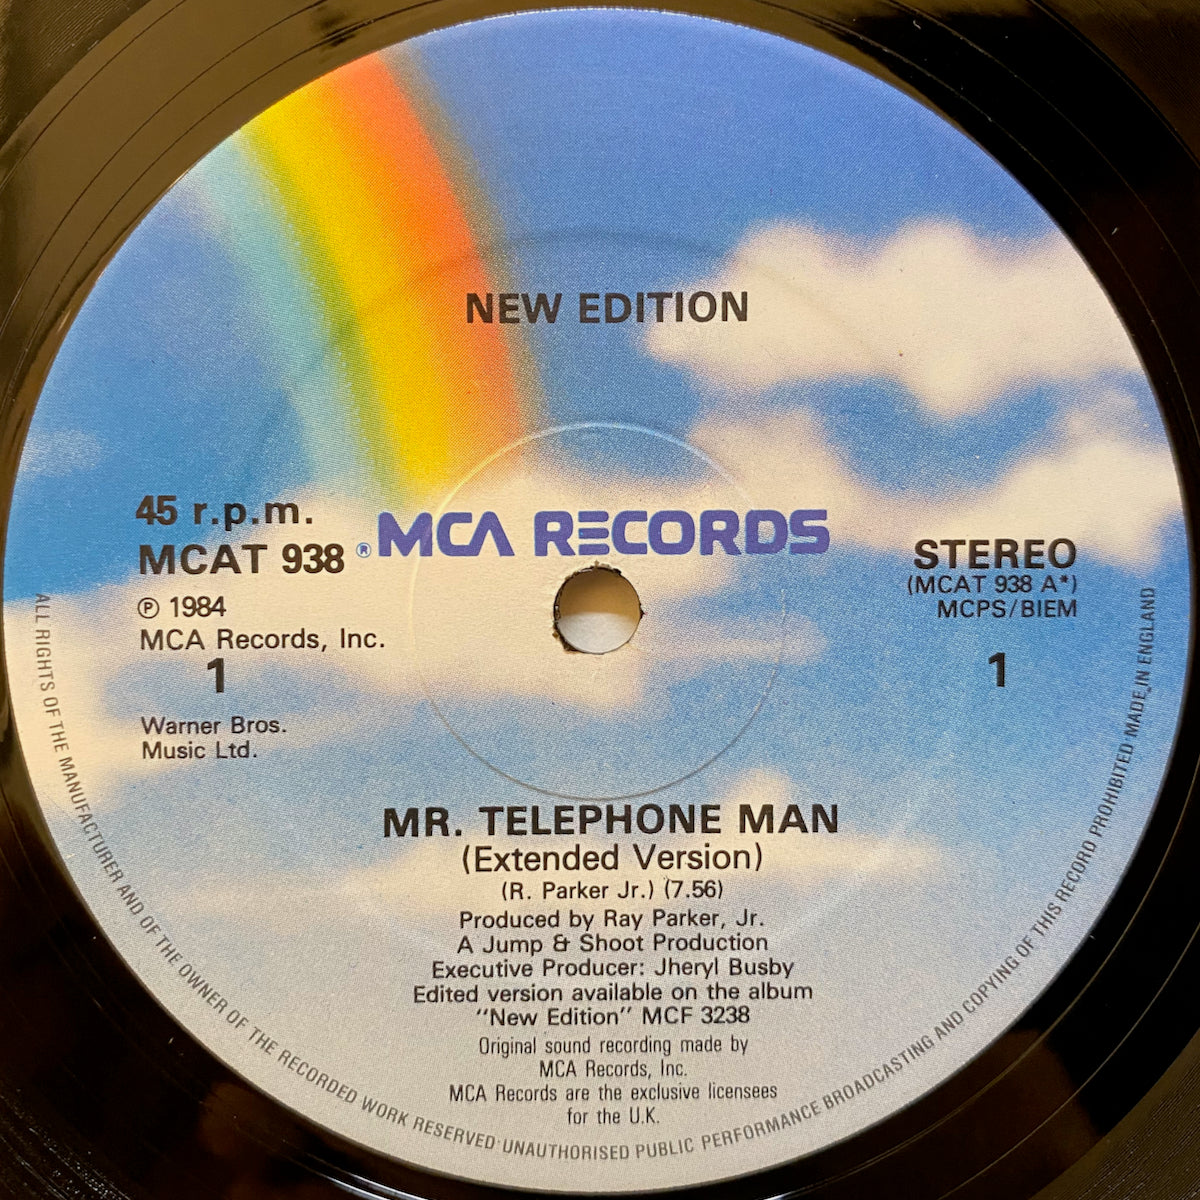 NEW EDITION
45 r.p.m.
MCAT 938
® MCA RECORDS
STEREO
(MCAT 938 A*)
MCPS/BIEM
℗ 1984
MCA Records, Inc.
1
1
Warner Bros.
Music Ltd.
MR. TELEPHONE MAN
(Extended Version)
(R. Parker Jr.) (7.56)
Produced by Ray Parker, Jr.
A Jump & Shoot Production
Executive Producer: Jheryl Busby
Edited version available on the album
"New Edition" MCF 3238
Original sound recording made by
MCA Records, Inc.
MCA Records are the exclusive licensees
for the U.K.
ALL RIGHTS OF THE MANUFACTURER AND OF THE OWNER OF THE RECORDED WORK RESERVED · UNAUTHORISED PUBLIC PERFORMANCE BROADCASTING AND COPYING OF THIS RECORD PROHIBITED MADE IN ENGLAND